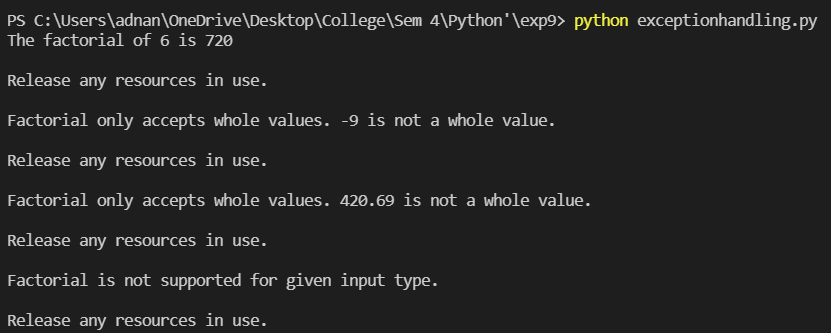 PS C:\Users\adnan\OneDrive\Desktop\College\Sem 4\Python'\exp9> python exceptionhandling.py
The factorial of 6 is 720
Release any resources in use.
Factorial only accepts whole values. -9 is not a whole value.
Release any resources in use.
Factorial only accepts whole values. 420.69 is not a whole value.
Release any resources in use.
Factorial is not supported for given input type.
Release any resources in use.